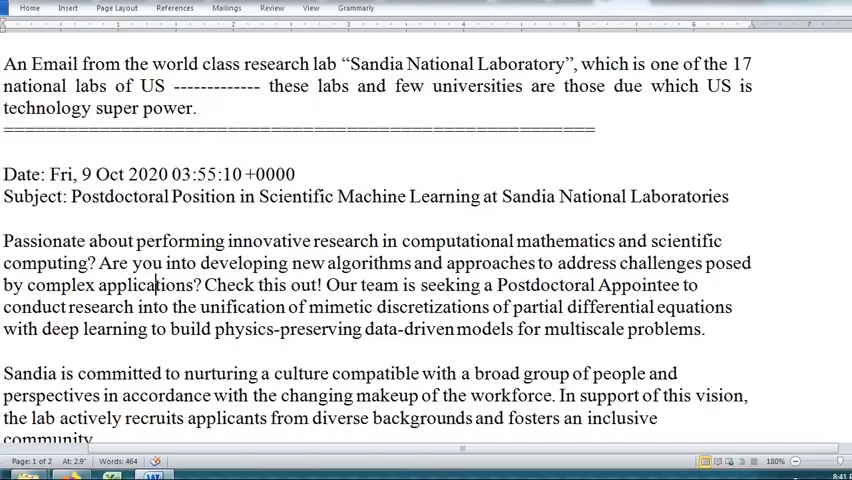 Home Insert Page Layout References Mailings Review View Grammarly
1 2 3 4 5 6 7
An Email from the world class research lab “Sandia National Laboratory”, which is one of the 17
national labs of US ------------- these labs and few universities are those due which US is
technology super power.
=======================================================
Date: Fri, 9 Oct 2020 03:55:10 +0000
Subject: Postdoctoral Position in Scientific Machine Learning at Sandia National Laboratories
Passionate about performing innovative research in computational mathematics and scientific
computing? Are you into developing new algorithms and approaches to address challenges posed
by complex applications? Check this out! Our team is seeking a Postdoctoral Appointee to
conduct research into the unification of mimetic discretizations of partial differential equations
with deep learning to build physics-preserving data-driven models for multiscale problems.
Sandia is committed to nurturing a culture compatible with a broad group of people and
perspectives in accordance with the changing makeup of the workforce. In support of this vision,
the lab actively recruits applicants from diverse backgrounds and fosters an inclusive
community.
Page: 1 of 2 At: 2.9" Words: 464 180%
8:41 P